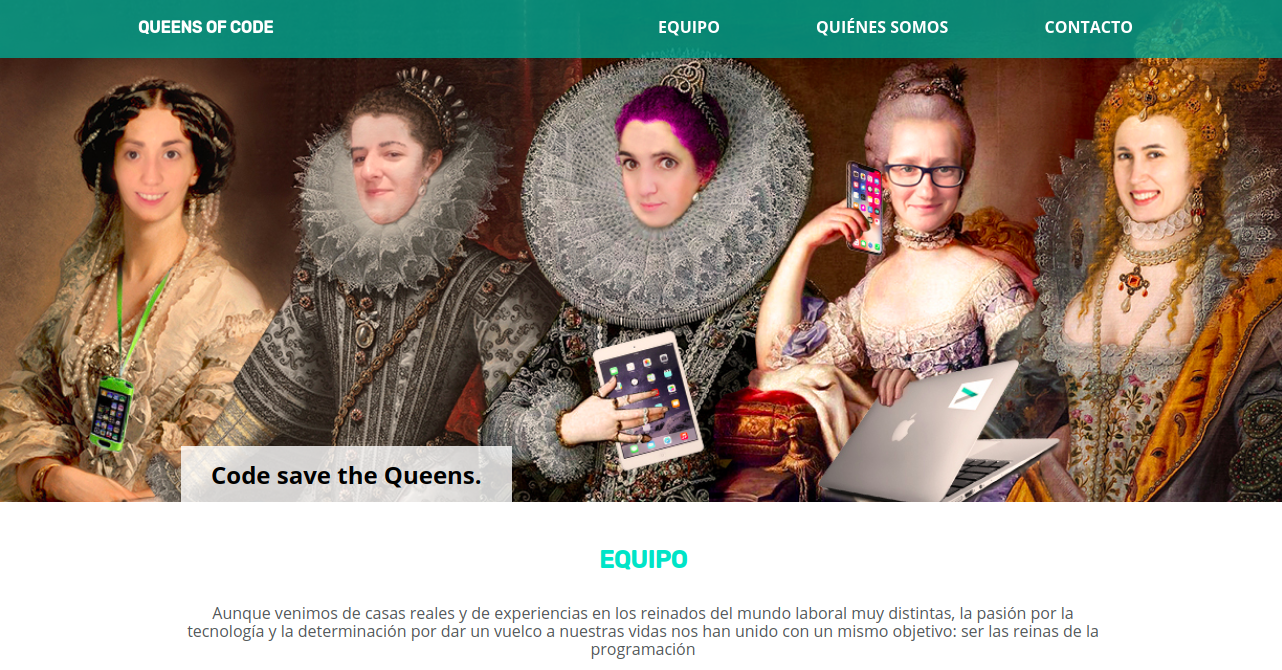 QUEENS OF CODE
EQUIPO
QUIÉNES SOMOS
CONTACTO
Code save the Queens.
EQUIPO
Aunque venimos de casas reales y de experiencias en los reinados del mundo laboral muy distintas, la pasión por la
tecnología y la determinación por dar un vuelco a nuestras vidas nos han unido con un mismo objetivo: ser las reinas de la
programación